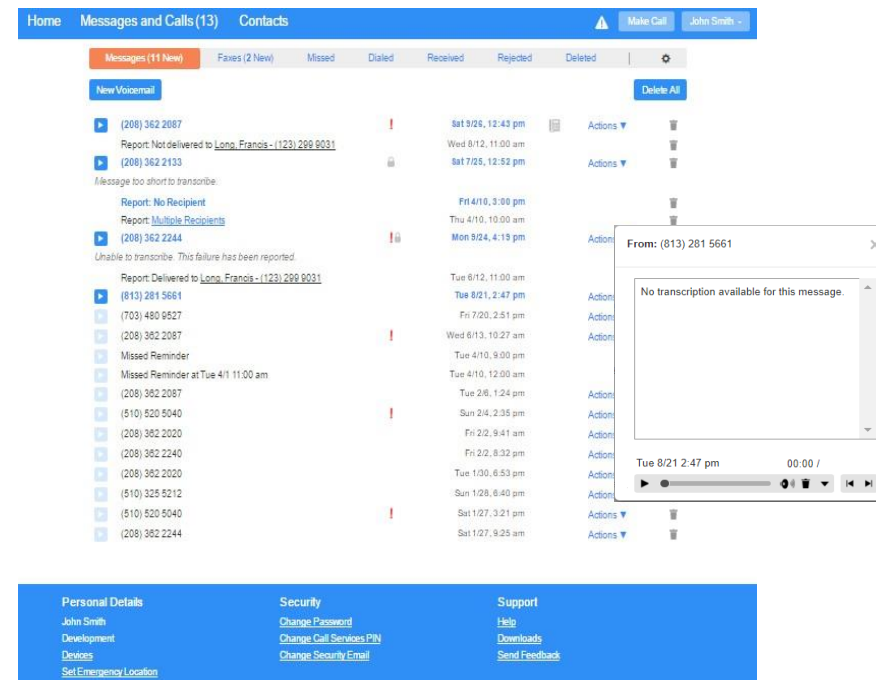 Home Messages and Calls (13) Contacts Make Call John Smith
Messages (11 New) Faxes (2 New) Missed Dialed Received Rejected Deleted
New Voicemail Delete All
(208) 362 2087 ! Sat 9/26, 12:43 pm Actions ▼
Report: Not delivered to Long, Francis - (123) 299 9031 Wed 8/12, 11:00 am
(208) 362 2133 Sat 7/25, 12:52 pm Actions ▼
Message too short to transcribe.
Report: No Recipient Fri 4/10, 3:00 pm
Report: Multiple Recipients Thu 4/10, 10:00 am
(208) 362 2244 ! Mon 9/24, 4:19 pm Action
Unable to transcribe. This failure has been reported.
Report: Delivered to Long, Francis - (123) 299 9031 Tue 6/12, 11:00 am
(813) 281 5661 Tue 8/21, 2:47 pm Action
(703) 480 9527 Fri 7/20, 2:51 pm Action
(208) 362 2087 ! Wed 6/13, 10:27 am Action
Missed Reminder Tue 4/10, 9:00 pm
Missed Reminder at Tue 4/1 11:00 am Tue 4/10, 12:00 am
(208) 362 2087 Tue 2/6, 1:24 pm Action
(510) 520 5040 ! Sun 2/4, 2:35 pm Action
(208) 362 2020 Fri 2/2, 9:41 am Action
(208) 362 2240 Fri 2/2, 8:32 pm Action
(208) 362 2020 Tue 1/30, 6:53 pm Action
(510) 325 5212 Sun 1/28, 6:40 pm Action
(510) 520 5040 ! Sat 1/27, 3:21 pm Actions ▼
(208) 362 2244 Sat 1/27, 9:25 am Actions ▼
From: (813) 281 5661
No transcription available for this message.
Tue 8/21 2:47 pm 00:00 /
Personal Details Security Support
John Smith Change Password Help
Development Change Call Services PIN Downloads
Devices Change Security Email Send Feedback
Set Emergency Location